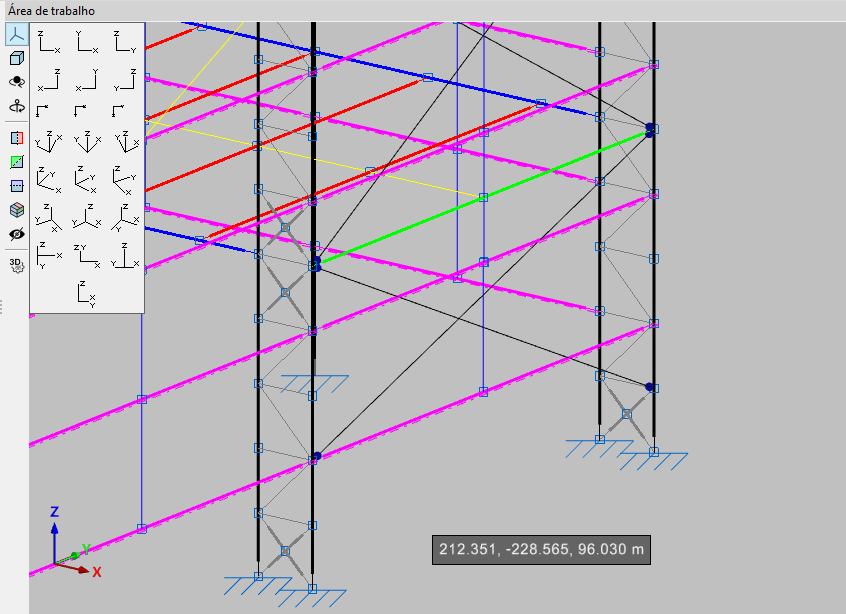 Área de trabalho
Z X Y X Z Y
X Z X Y Y Z
Y Z X Y Z X Y Z X
Z Y X Z Y X Z Y X
Y Z X Y Z X Y Z X
Z Y X Z Y X Y Z X
Z X Y
3D
Z
Y
X
212.351, -228.565, 96.030 m